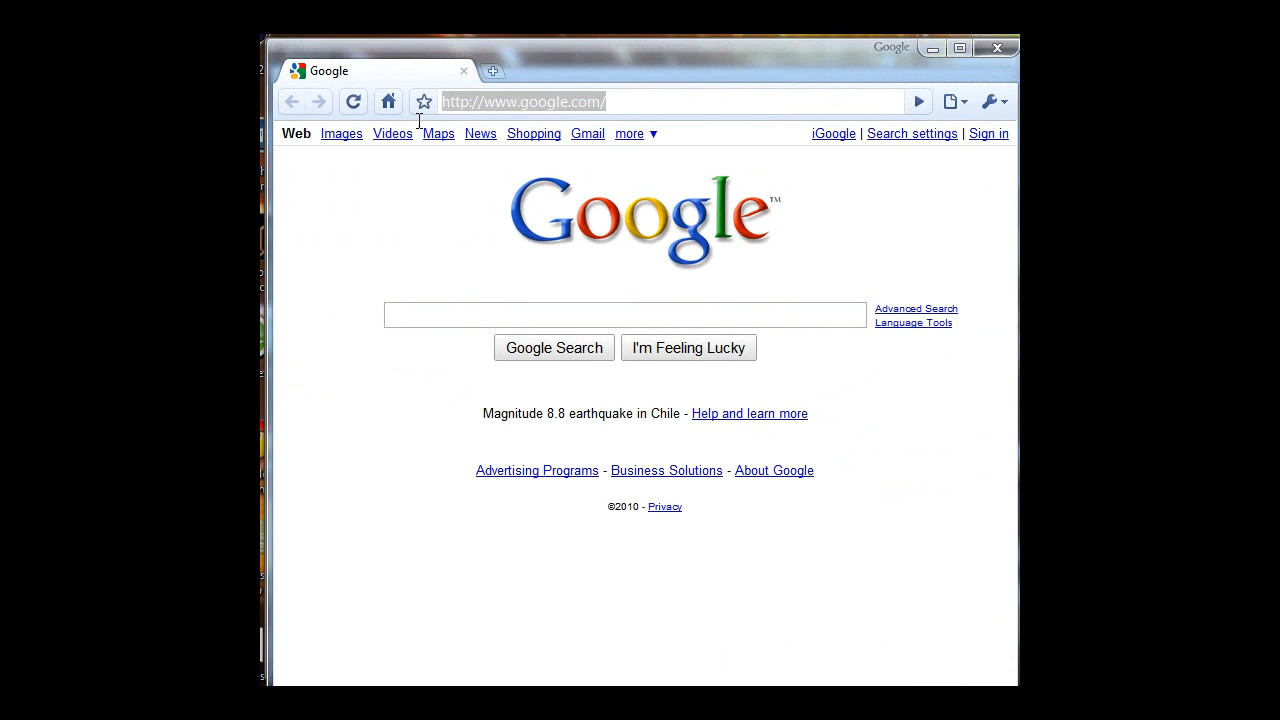 Google
Google
http://www.google.com/
Web Images Videos Maps News Shopping Gmail more ▼ iGoogle | Search settings | Sign in
Google™
Advanced Search
Language Tools
Google Search I'm Feeling Lucky
Magnitude 8.8 earthquake in Chile - Help and learn more
Advertising Programs - Business Solutions - About Google
©2010 - Privacy